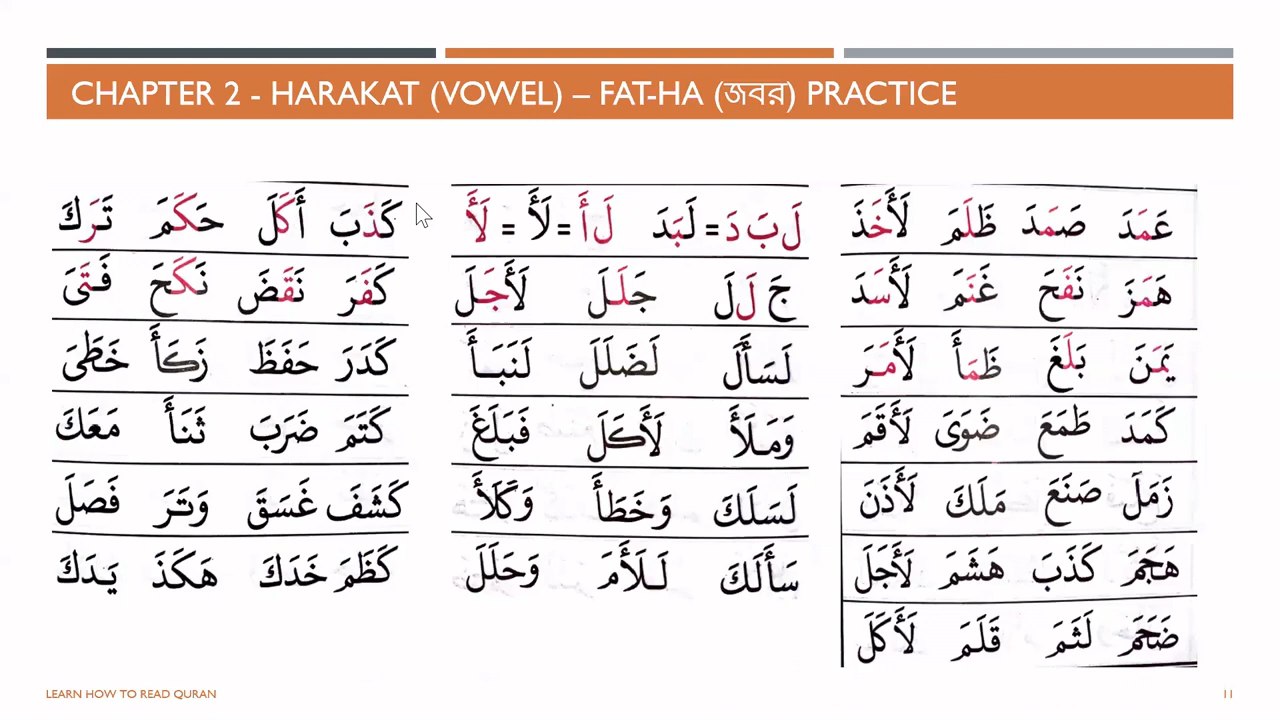 CHAPTER 2 - HARAKAT (VOWEL) – FAT-HA (জবর) PRACTICE
عَمَدَ صَمَدَ ظَلَمَ لَأَخَذَ
هَمَزَ نَفَحَ غَنَمَ لَأَسَدَ
يَمَنَ بَلَغَ ظَمَأَ لَأَمَرَ
كَمَدَ طَمَعَ ضَوَىَ لَأَقَمَ
زَمَلَ صَنَعَ مَلَكَ لَأَذَنَ
هَجَمَ كَذَبَ هَشَمَ لَأَجَلَ
لَثَمَ قَلَمَ لَأَكَلَ
لَ بَ دَ = لَبَدَ لَ أَ = لَأَ = لَأَ
جَ لَ لَ جَلَلَ لَأَجَلَ
لَسَأَلَ لَضَلَلَ لَنَبَأَ
وَمَلَأَ لَأَكَلَ فَبَلَغَ
لَسَلَكَ وَخَطَأَ وَكَلَأَ
سَأَلَكَ لَلَأَمَ وَحَلَلَ
كَذَبَ أَكَلَ حَكَمَ تَرَكَ
كَفَرَ نَقَضَ نَكَحَ فَتَىَ
كَدَرَ حَفَظَ زَكَأَ خَطَىَ
كَتَمَ ضَرَبَ ثَنَأَ مَعَكَ
كَشَفَ غَسَقَ وَتَرَ فَصَلَ
كَظَمَ خَدَكَ هَكَذَ يَدَكَ
LEARN HOW TO READ QURAN
11